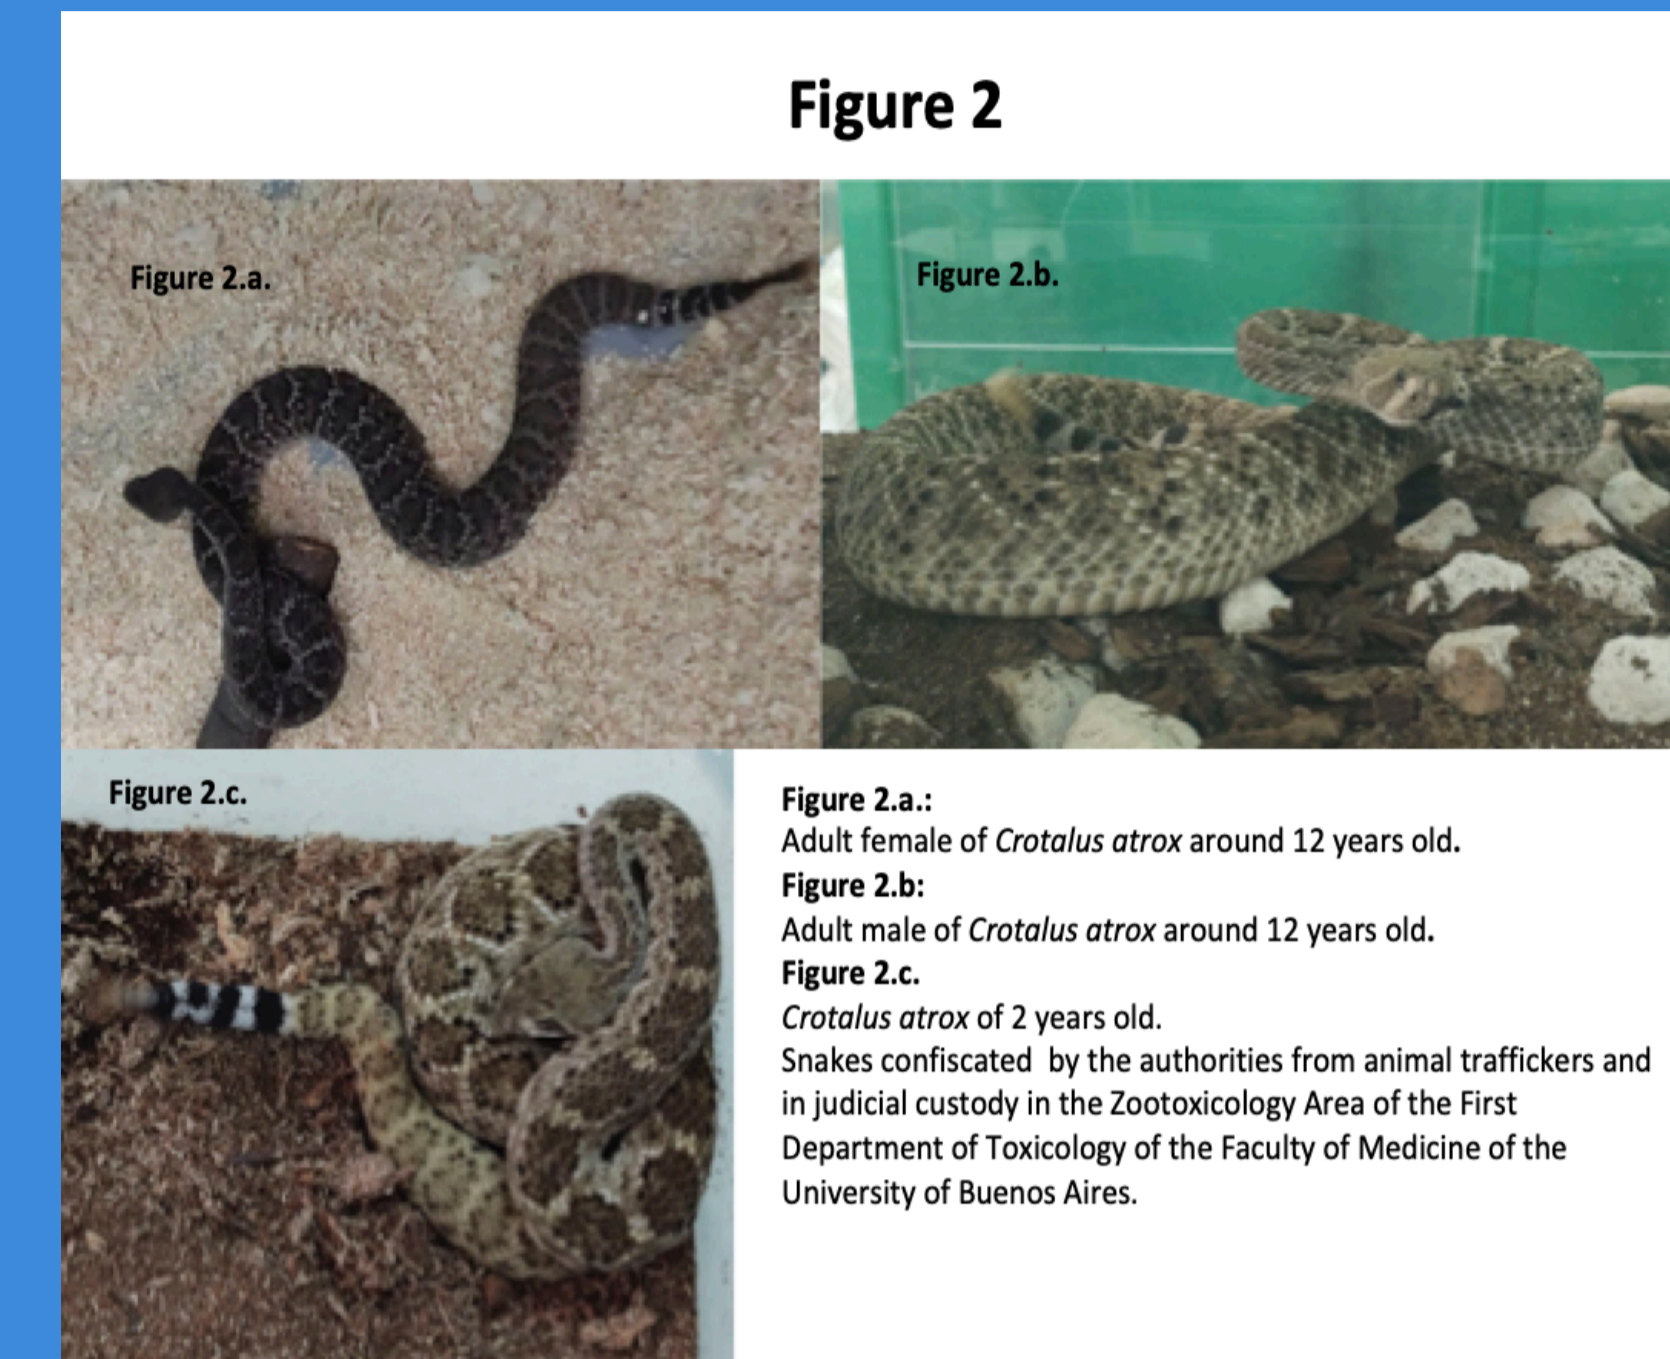 Figure 2
Figure 2.a.
Figure 2.b.
Figure 2.c.
Figure 2.a.:
Adult female of Crotalus atrox around 12 years old.
Figure 2.b:
Adult male of Crotalus atrox around 12 years old.
Figure 2.c.
Crotalus atrox of 2 years old.
Snakes confiscated  by the authorities from animal traffickers and
in judicial custody in the Zootoxicology Area of the First
Department of Toxicology of the Faculty of Medicine of the
University of Buenos Aires.